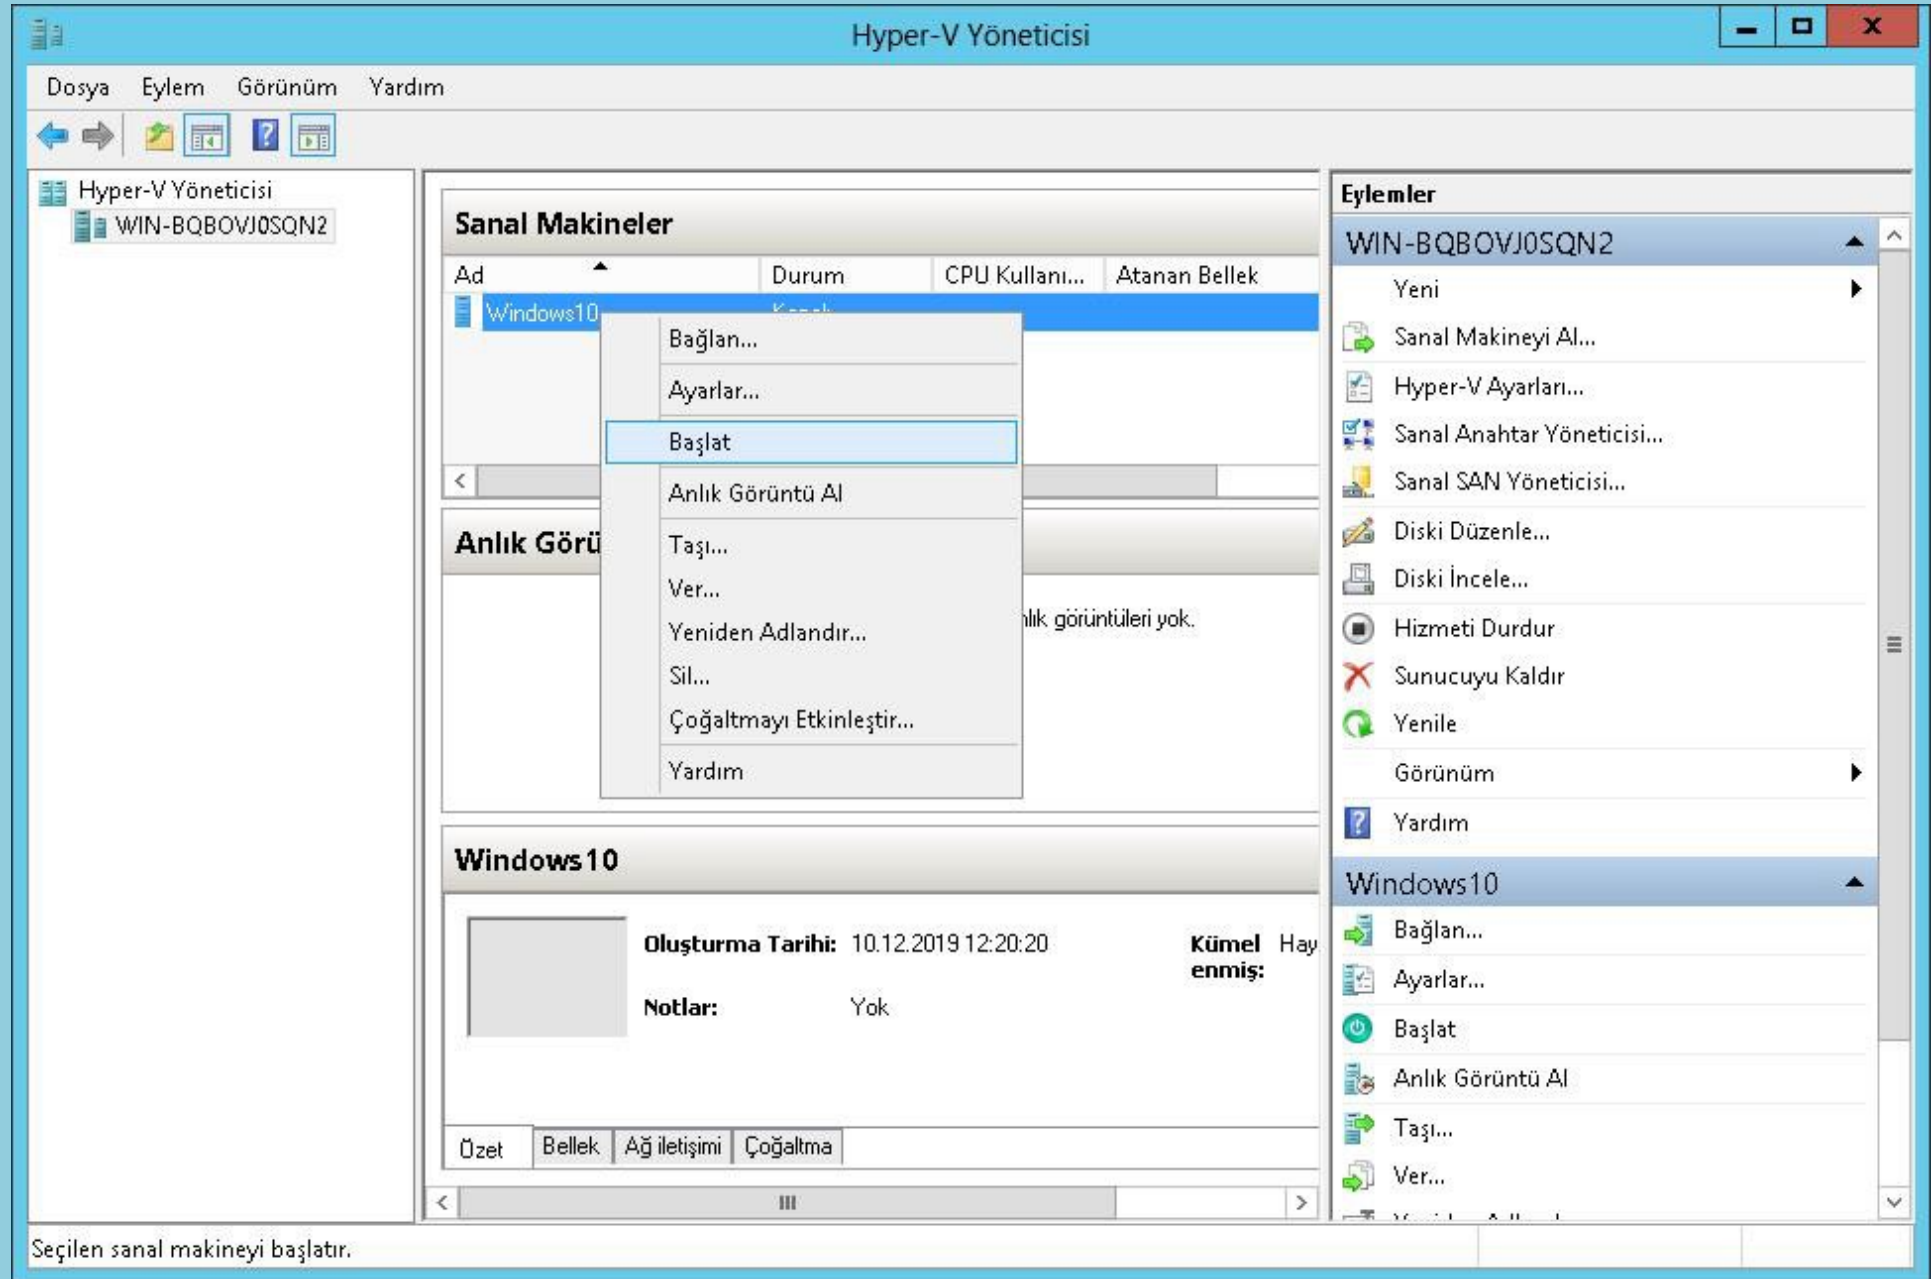 Hyper-V Yöneticisi
Dosya Eylem Görünüm Yardım
Hyper-V Yöneticisi
WIN-BQBOVJ0SQN2
Sanal Makineler
Ad Durum CPU Kullanı... Atanan Bellek
Windows10
Bağlan...
Ayarlar...
Başlat
Anlık Görüntü Al
Taşı...
Ver...
Yeniden Adlandır...
Sil...
Çoğaltmayı Etkinleştir...
Yardım
Anlık Görü
görüntüleri yok.
Windows10
Oluşturma Tarihi: 10.12.2019 12:20:20
Kümel Hay
enmiş:
Notlar: Yok
Özet Bellek Ağ iletişimi Çoğaltma
Eylemler
WIN-BQBOVJ0SQN2
Yeni
Sanal Makineyi Al...
Hyper-V Ayarları...
Sanal Anahtar Yöneticisi...
Sanal SAN Yöneticisi...
Diski Düzenle...
Diski İncele...
Hizmeti Durdur
Sunucuyu Kaldır
Yenile
Görünüm
Yardım
Windows10
Bağlan...
Ayarlar...
Başlat
Anlık Görüntü Al
Taşı...
Ver...
Seçilen sanal makineyi başlatır.